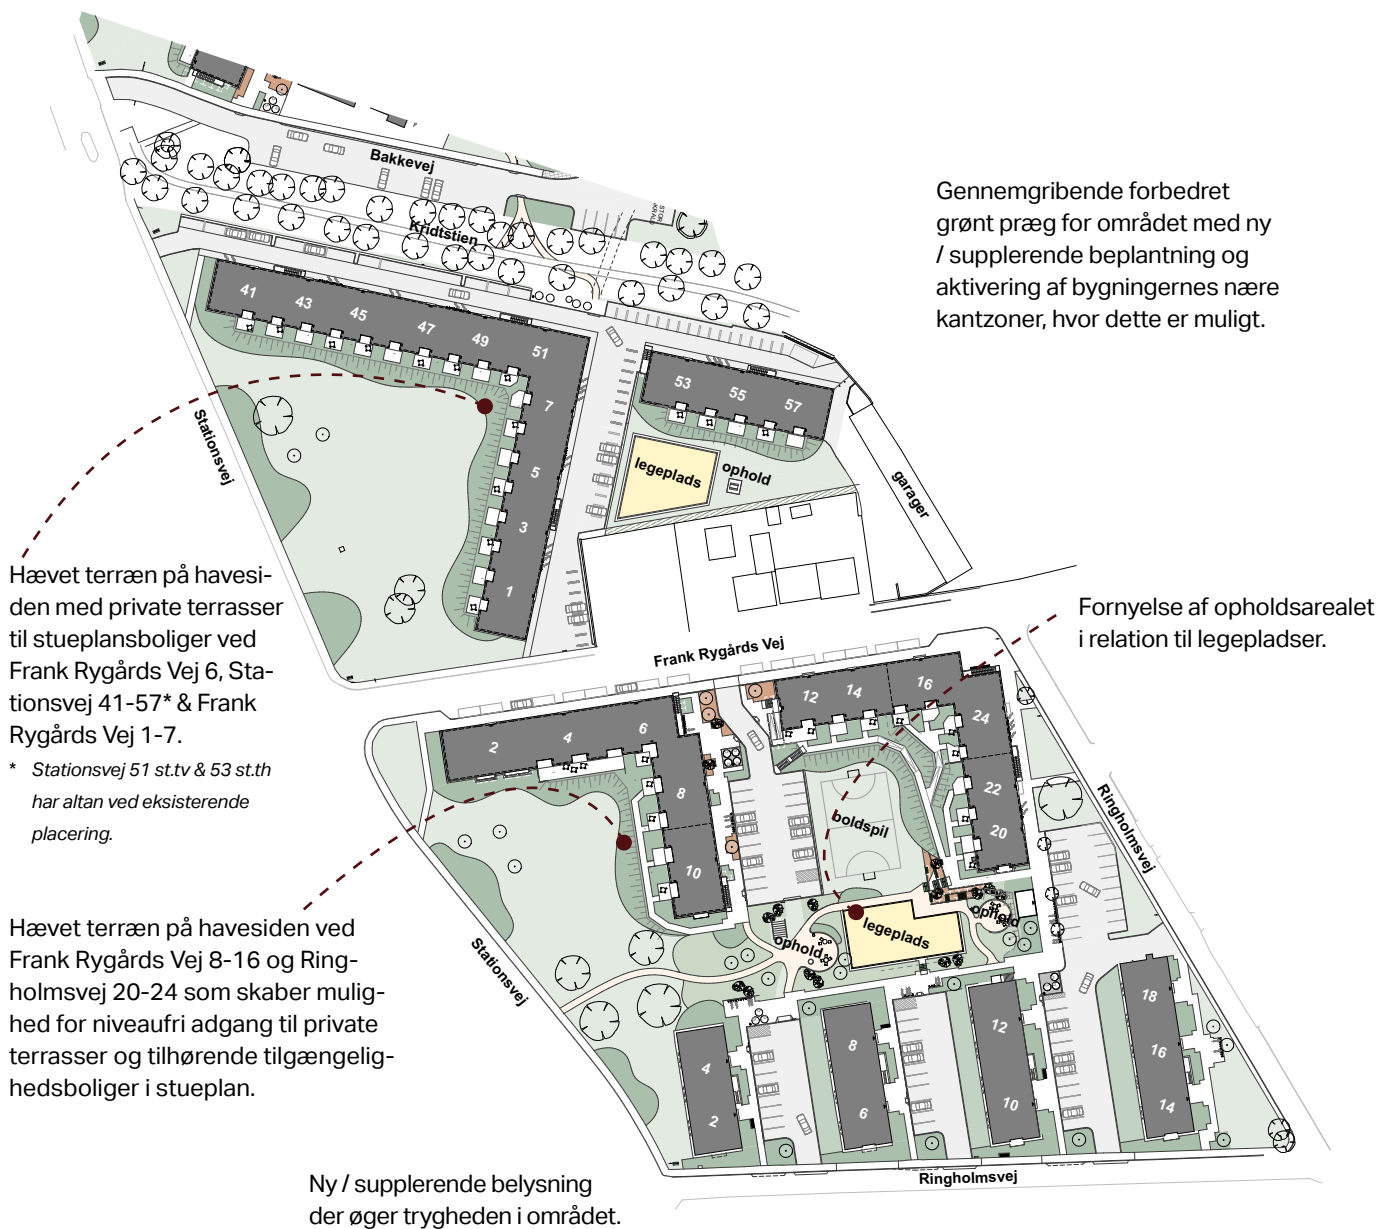 Bakkevej
STOR
SKRALD
Kridtstien
Gennemgribende forbedret
grønt præg for området med ny
/ supplerende beplantning og
aktivering af bygningernes nære
kantzoner, hvor dette er muligt.
41
43
45
47
49
51
7
5
3
1
53
55
57
Stationsvej
legeplads
ophold
garager
Hævet terræn på havesi-
den med private terrasser
til stueplansboliger ved
Frank Rygårds Vej 6, Sta-
tionsvej 41-57* & Frank
Rygårds Vej 1-7.
* Stationsvej 51 st.tv & 53 st.th
har altan ved eksisterende
placering.
Fornyelse af opholdsarealet
i relation til legepladser.
Frank Rygårds Vej
2
4
6
8
10
12
14
16
24
22
20
boldspil
Ringholmsvej
legeplads
ophold
ophold
Hævet terræn på havesiden ved
Frank Rygårds Vej 8-16 og Ring-
holmsvej 20-24 som skaber mulig-
hed for niveaufri adgang til private
terrasser og tilhørende tilgængelig-
hedsboliger i stueplan.
Stationsvej
4
2
8
6
12
10
18
16
14
Ringholmsvej
Ny / supplerende belysning
der øger trygheden i området.